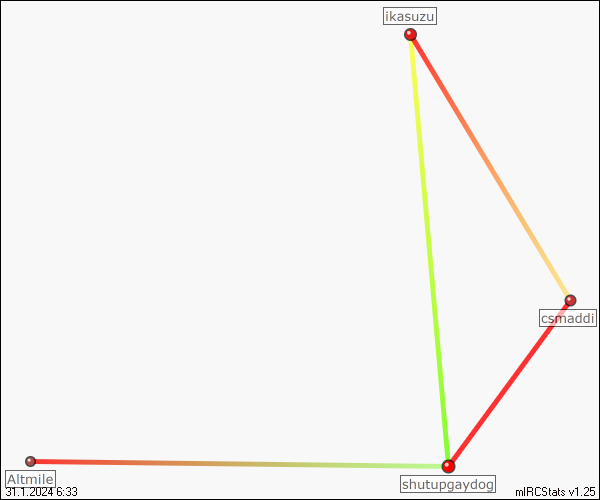 ikasuzu
csmaddi
Altmile
shutupgaydog
31.1.2024 6:33
mIRCStats v1.25